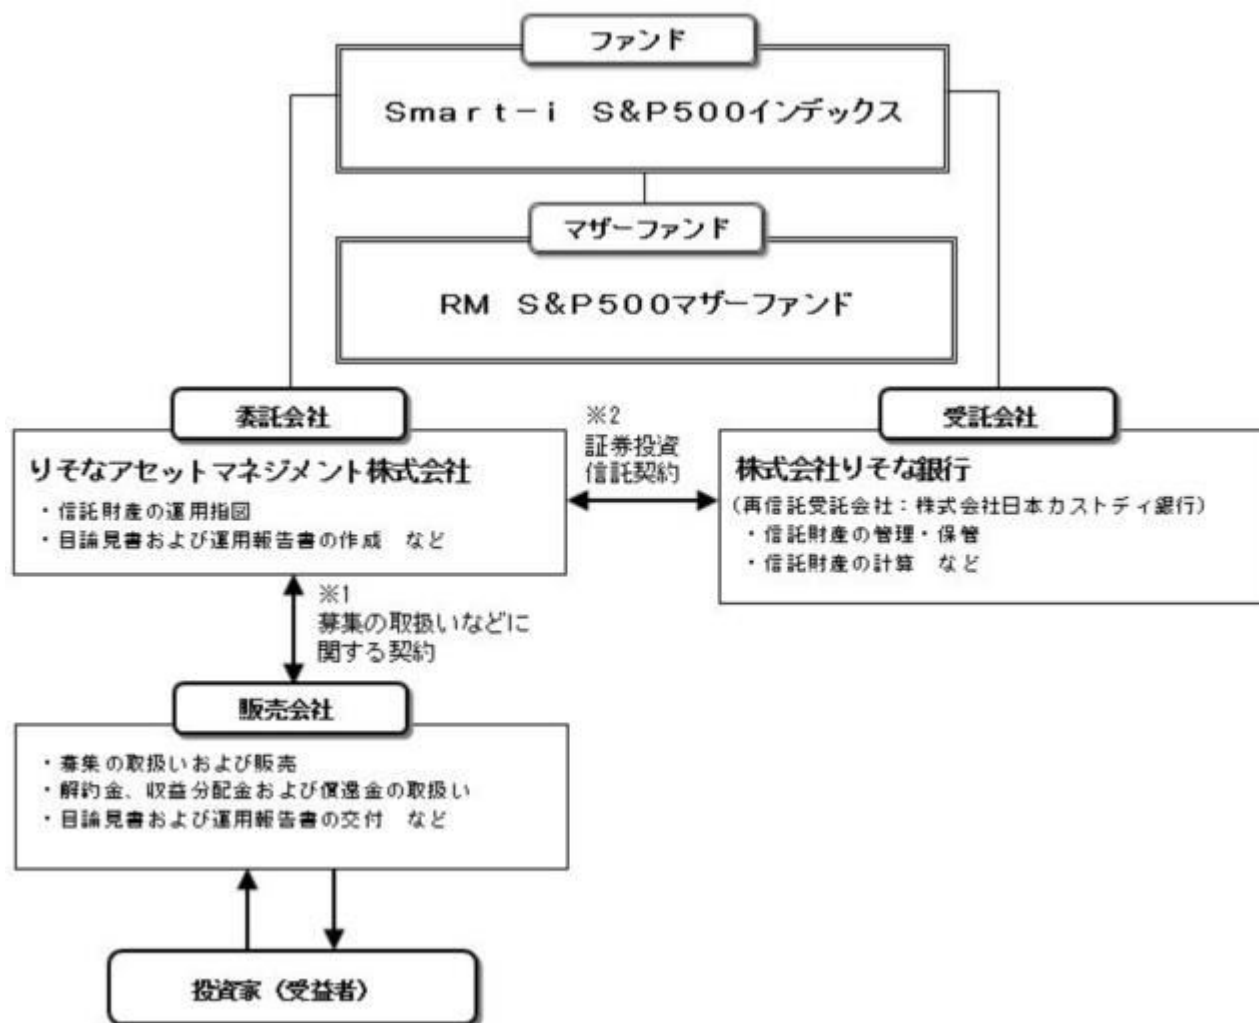 ファンド
Ｓｍａｒｔ－ｉ　Ｓ＆Ｐ５００インデックス
マザーファンド
ＲＭ　Ｓ＆Ｐ５００マザーファンド
委託会社
りそなアセットマネジメント株式会社
・信託財産の運用指図
・目論見書および運用報告書の作成　など
※2
証券投資
信託契約
受託会社
株式会社りそな銀行
(再信託受託会社：株式会社日本カストディ銀行)
・信託財産の管理・保管
・信託財産の計算　など
※1
募集の取扱いなどに
関する契約
販売会社
・募集の取扱いおよび販売
・解約金、収益分配金および償還金の取扱い
・目論見書および運用報告書の交付　など
投資家（受益者）